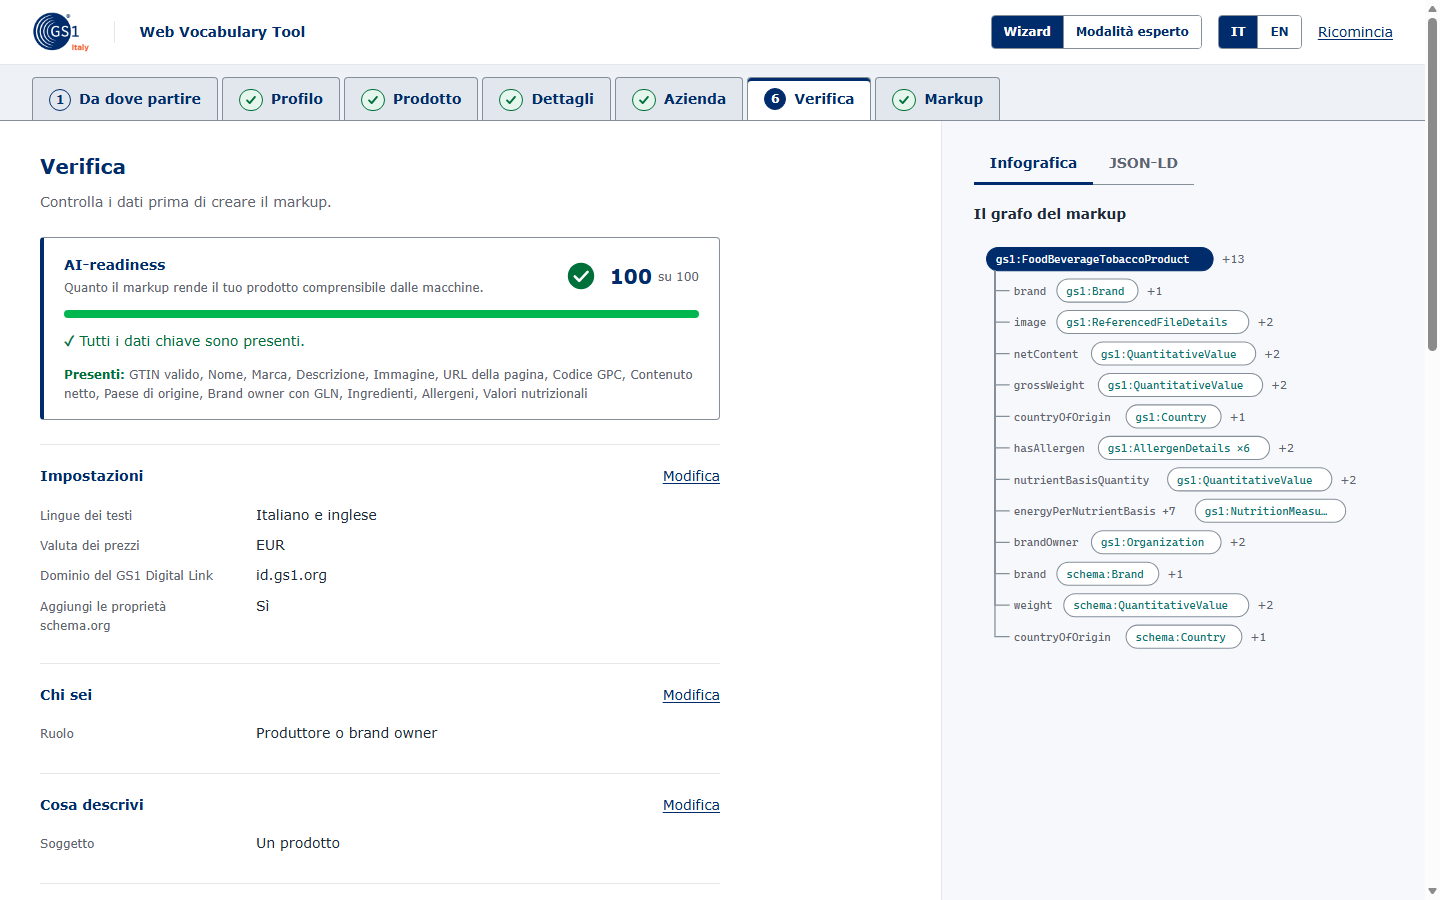 GS1
Italy
Web Vocabulary Tool
Wizard
Modalità esperto
IT
EN
Ricomincia
1 Da dove partire
Profilo
Prodotto
Dettagli
Azienda
6 Verifica
Markup
Verifica
Controlla i dati prima di creare il markup.
AI-readiness
Quanto il markup rende il tuo prodotto comprensibile dalle macchine.
100 su 100
✓ Tutti i dati chiave sono presenti.
Presenti: GTIN valido, Nome, Marca, Descrizione, Immagine, URL della pagina, Codice GPC, Contenuto
netto, Paese di origine, Brand owner con GLN, Ingredienti, Allergeni, Valori nutrizionali
Impostazioni
Modifica
Lingue dei testi
Italiano e inglese
Valuta dei prezzi
EUR
Dominio del GS1 Digital Link
id.gs1.org
Aggiungi le proprietà
schema.org
Sì
Chi sei
Modifica
Ruolo
Produttore o brand owner
Cosa descrivi
Modifica
Soggetto
Un prodotto
Infografica
JSON-LD
Il grafo del markup
gs1:FoodBeverageTobaccoProduct +13
brand gs1:Brand +1
image gs1:ReferencedFileDetails +2
netContent gs1:QuantitativeValue +2
grossWeight gs1:QuantitativeValue +2
countryOfOrigin gs1:Country +1
hasAllergen gs1:AllergenDetails ×6 +2
nutrientBasisQuantity gs1:QuantitativeValue +2
energyPerNutrientBasis +7 gs1:NutritionMeasu…
brandOwner gs1:Organization +2
brand schema:Brand +1
weight schema:QuantitativeValue +2
countryOfOrigin schema:Country +1